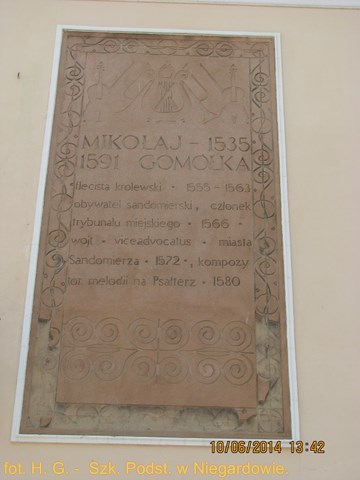 MIKOŁAJ - 1535
1591 GOMOŁKA
flecista królewski • 1555 - 1563
obywatel sandomierski, członek
trybunału miejskiego • 1566 •
wójt • viceadvocatus • miasta
Sandomierza • 1572 •, kompozy
tor melodii na Psałterz • 1580
10/06/2014 13:42
fot. H. G. - Szk. Podst. w Niegardowie.